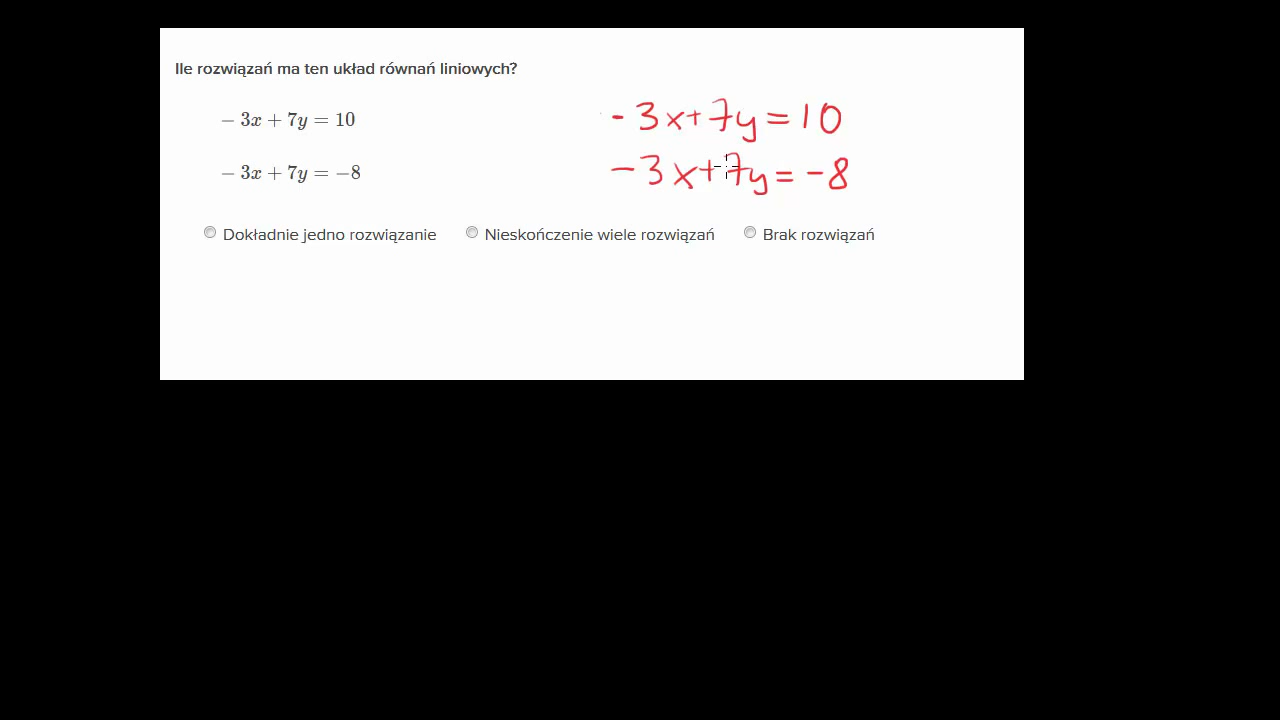 Ile rozwiązań ma ten układ równań liniowych?
− 3x + 7y = 10
− 3x + 7y = 10
− 3x + 7y = −8
− 3x + 7y = −8
Dokładnie jedno rozwiązanie Nieskończenie wiele rozwiązań Brak rozwiązań